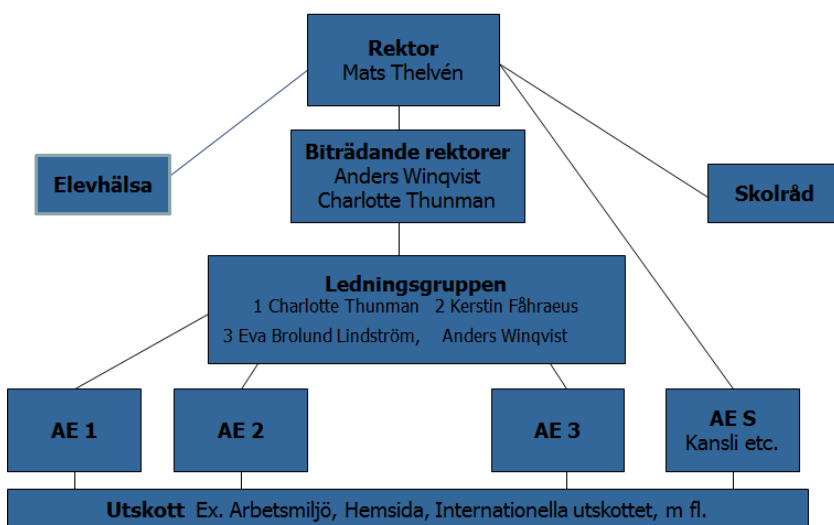 Rektor
Mats Thelvén
Biträdande rektorer
Anders Winqvist
Charlotte Thunman
Elevhälsa
Skolråd
Ledningsgruppen
1 Charlotte Thunman 2 Kerstin Fåhraeus
3 Eva Brolund Lindström, Anders Winqvist
AE 1
AE 2
AE 3
AE S
Kansli etc.
Utskott Ex. Arbetsmiljö, Hemsida, Internationella utskottet, m fl.